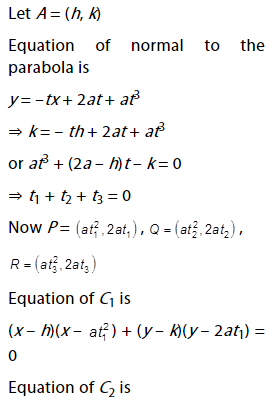 Let A = (h, k)
Equation of normal to the
parabola is
y = – tx + 2at + at³
⇒ k = – th + 2at + at³
or at³ + (2a – h)t – k = 0
⇒ t₁ + t₂ + t₃ = 0
Now P = (at₁², 2at₁), Q = (at₂², 2at₂),
R = (at₃², 2at₃)
Equation of C₁ is
(x – h)(x – at₁²) + (y – k)(y – 2at₁) =
0
Equation of C₂ is